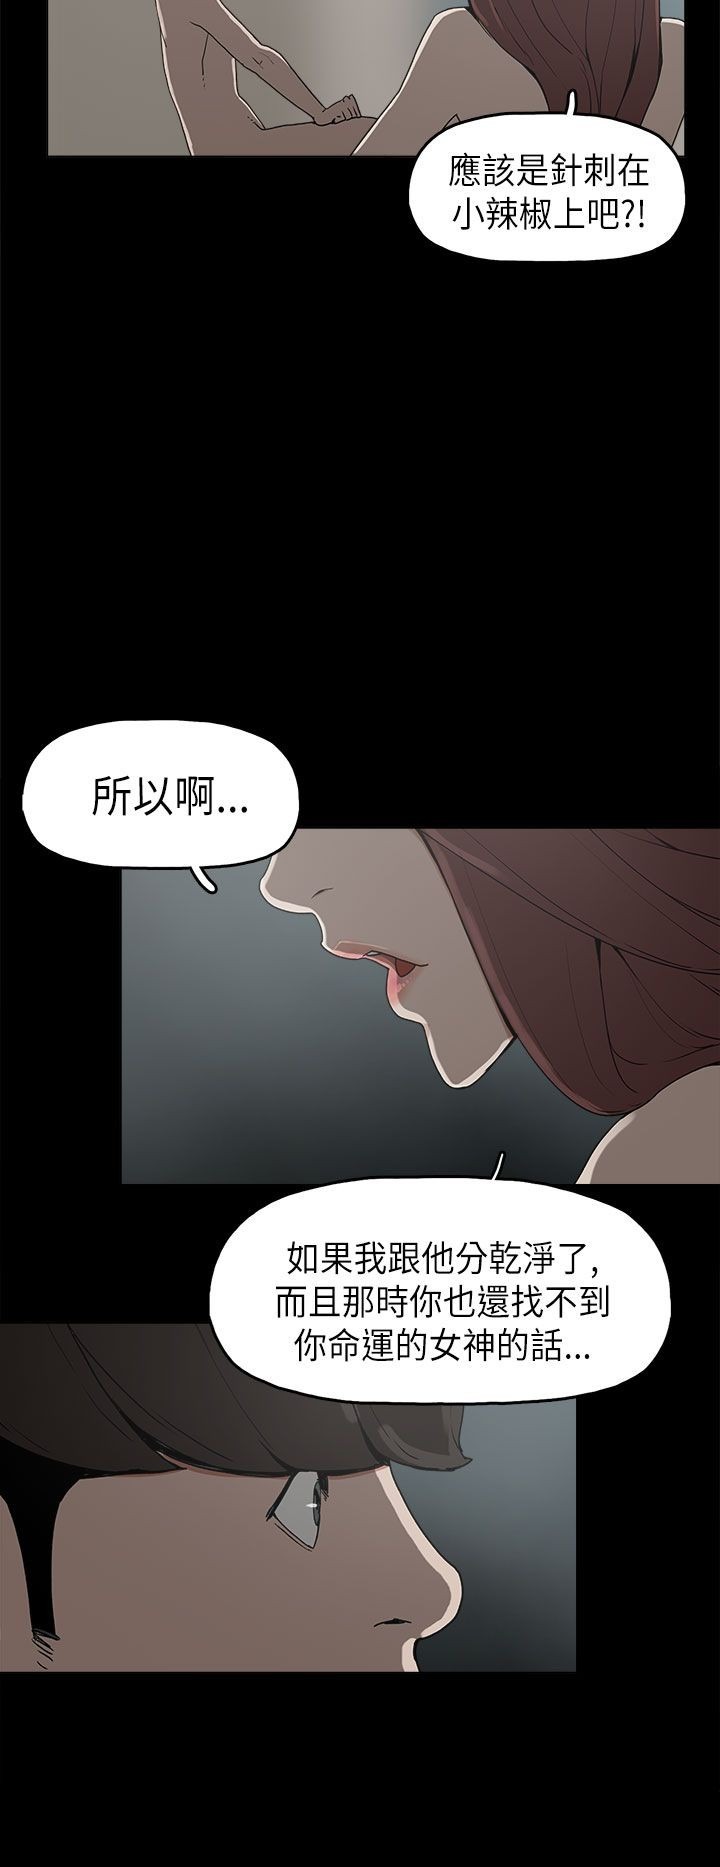 應該是針刺在
小辣椒上吧?!
所以啊...
如果我跟他分乾淨了,
而且那時你也還找不到
你命運的女神的話...